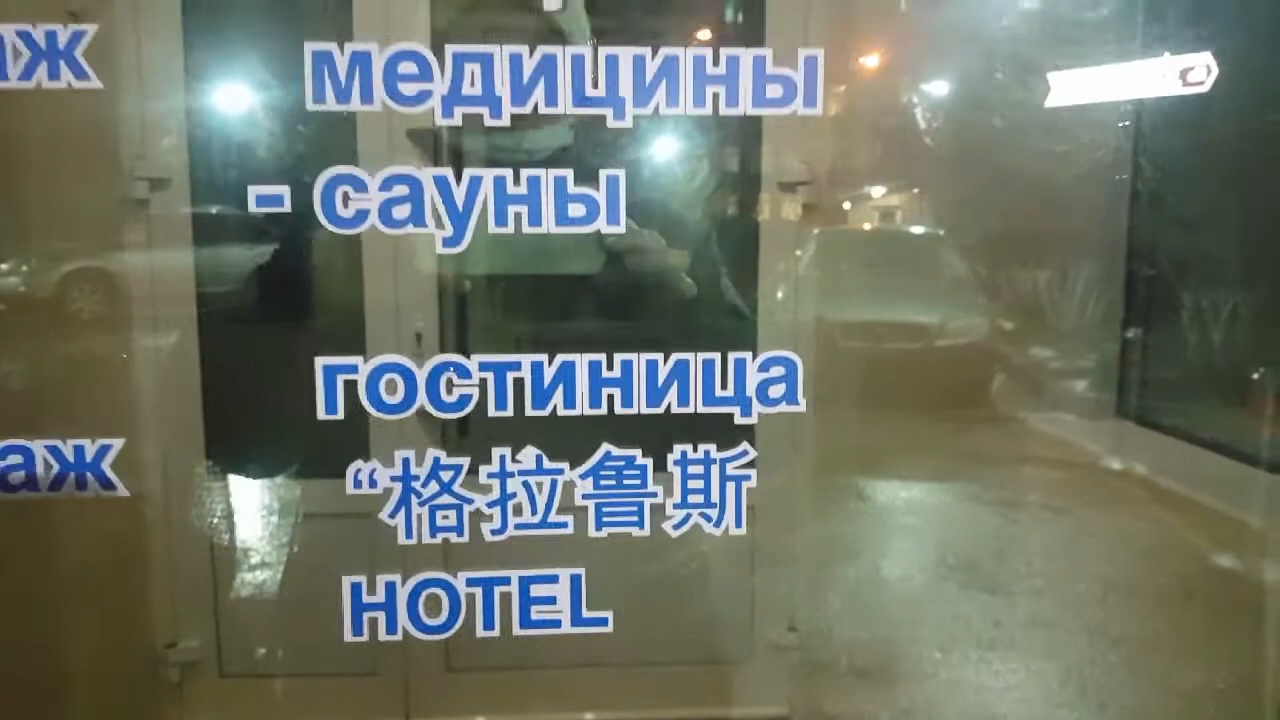 аж
медицины
- сауны
гостиница
аж
“格拉鲁斯
HOTEL